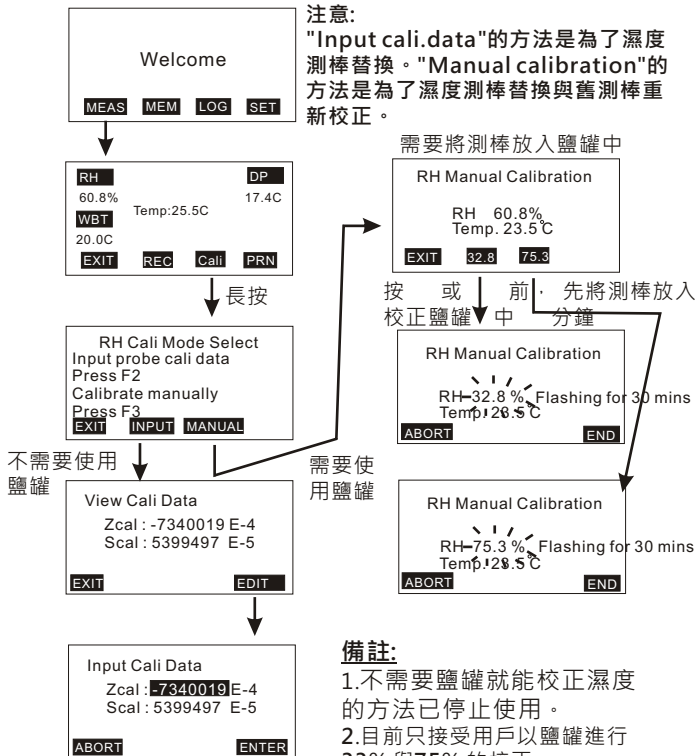 注意:
"Input cali.data"的方法是為了濕度
測棒替換。"Manual calibration"的
方法是為了濕度測棒替換與舊測棒重
新校正。
Welcome
MEAS MEM LOG SET
RH DP
60.8% 17.4C
Temp:25.5C
WBT
20.0C
EXIT REC Cali PRN
長按
RH Cali Mode Select
Input probe cali data
Press F2
Calibrate manually
Press F3
EXIT INPUT MANUAL
不需要使用
鹽罐
需要使
用鹽罐
View Cali Data
Zcal : -7340019 E-4
Scal : 5399497 E-5
EXIT EDIT
Input Cali Data
Zcal : -7340019 E-4
Scal : 5399497 E-5
ABORT ENTER
需要將測棒放入鹽罐中
RH Manual Calibration
RH 60.8%
Temp. 23.5℃
EXIT 32.8 75.3
按 或 前, 先將測棒放入
校正鹽罐 中 分鐘
RH Manual Calibration
RH 32.8 % Flashing for 30 mins
Temp. 23.5℃
ABORT END
RH Manual Calibration
RH 75.3 % Flashing for 30 mins
Temp. 23.5℃
ABORT END
備註:
1.不需要鹽罐就能校正濕度
的方法已停止使用。
2.目前只接受用戶以鹽罐進行